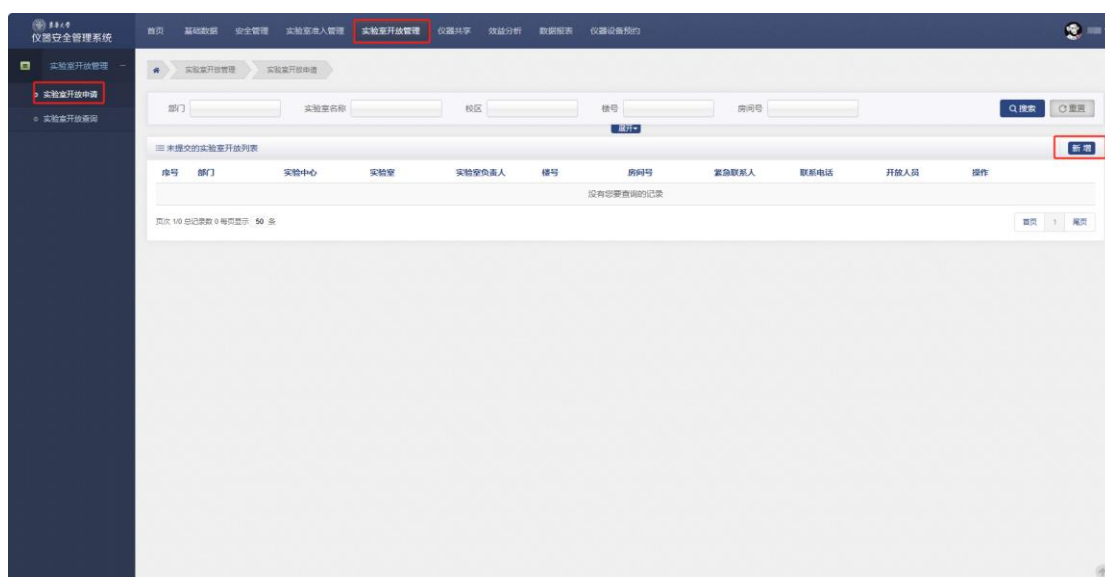 仪器安全管理系统
首页 基础数据 安全管理 实验室准入管理 实验室开放管理 仪器共享 效益分析 数据报表 仪器设备预约
实验室开放管理
实验室开放申请
实验室开放查询
实验室开放管理 实验室开放申请
部门 实验室名称 校区 楼号 房间号 搜索 重置
展开
未提交的实验室开放列表 新增
序号 部门 实验中心 实验室 实验室负责人 楼号 房间号 紧急联系人 联系电话 开放人员 操作
没有您要查询的记录
页次 1/0 总记录数 0 每页显示 50 条 首页 1 尾页